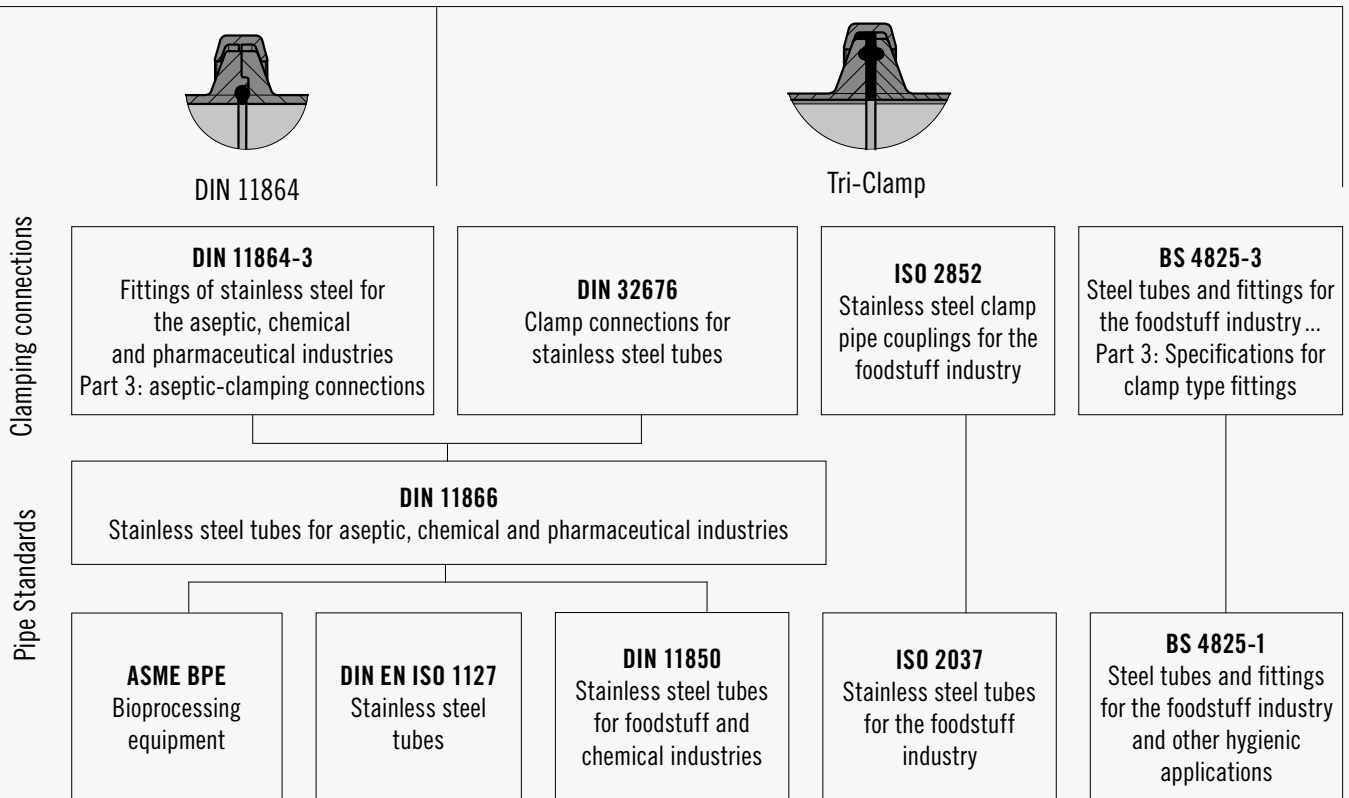 DIN 11864
Tri-Clamp
Clamping connections
DIN 11864-3
Fittings of stainless steel for
the aseptic, chemical
and pharmaceutical industries
Part 3: aseptic-clamping connections
DIN 32676
Clamp connections for
stainless steel tubes
ISO 2852
Stainless steel clamp
pipe couplings for the
foodstuff industry
BS 4825-3
Steel tubes and fittings for
the foodstuff industry ...
Part 3: Specifications for
clamp type fittings
Pipe Standards
DIN 11866
Stainless steel tubes for aseptic, chemical and pharmaceutical industries
ASME BPE
Bioprocessing
equipment
DIN EN ISO 1127
Stainless steel
tubes
DIN 11850
Stainless steel tubes
for foodstuff and
chemical industries
ISO 2037
Stainless steel tubes
for the foodstuff
industry
BS 4825-1
Steel tubes and fittings
for the foodstuff industry
and other hygienic
applications